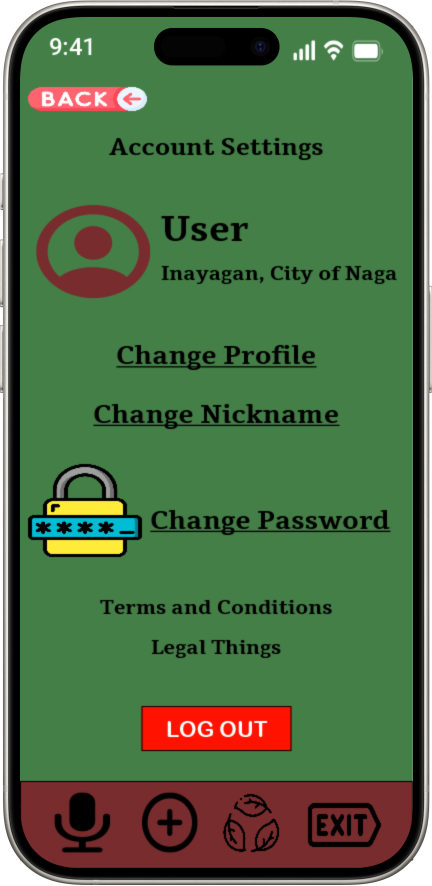 9:41
BACK
Account Settings
User
Inayagan, City of Naga
Change Profile
Change Nickname
****_
Change Password
Terms and Conditions
Legal Things
LOG OUT
EXIT